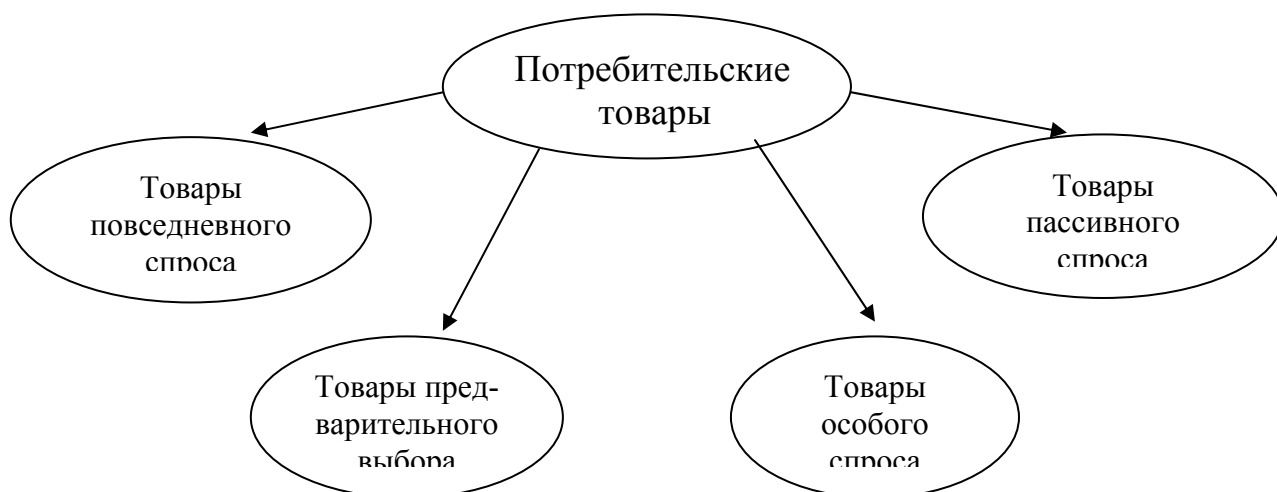 Потребительские
товары
Товары
повседневного
спроса
Товары
пассивного
спроса
Товары пред-
варительного
выбора
Товары
особого
спроса